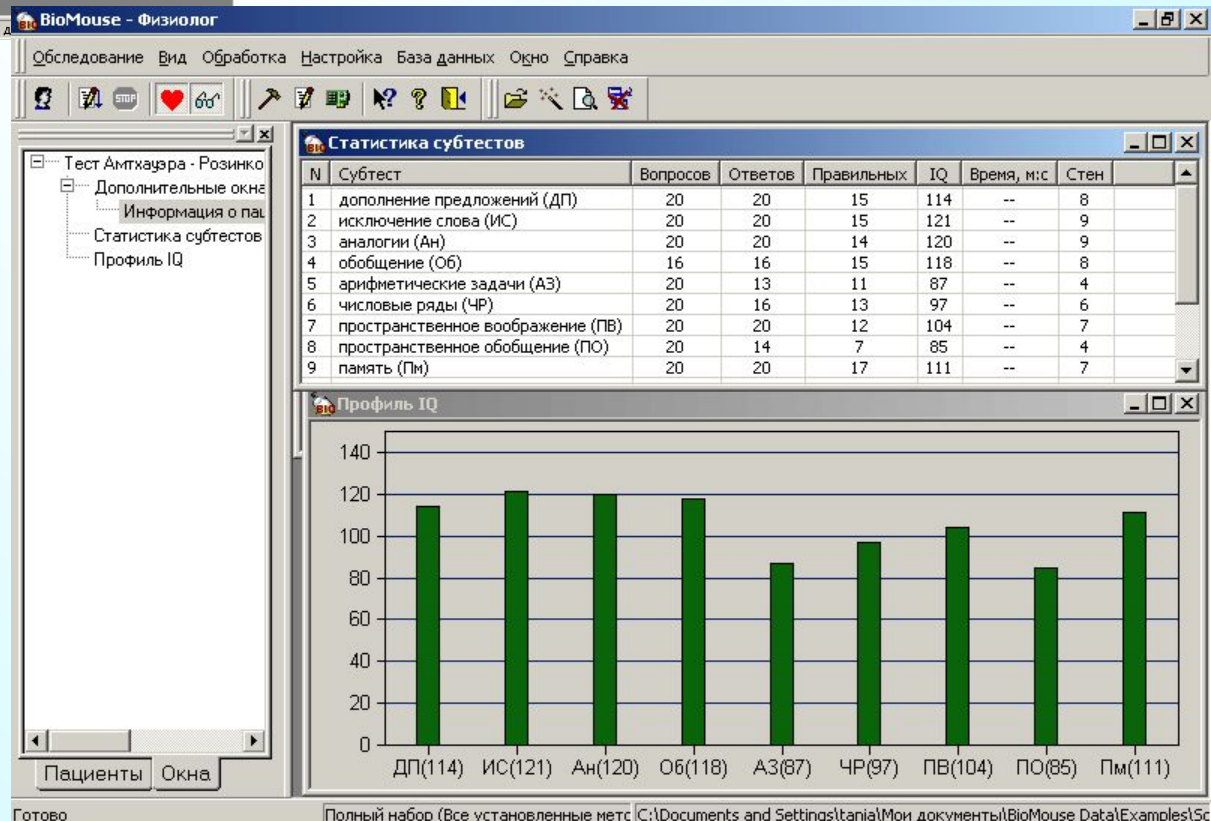 BioMouse - Физиолог
Обследование Вид Обработка Настройка База данных Окно Справка
STOP
Тест Амтхауэра - Розинко
Дополнительные окна
Информация о пац
Статистика субтестов
Профиль IQ
Пациенты Окна
BIO Статистика субтестов
N Субтест Вопросов Ответов Правильных IQ Время, м:с Стен
1 дополнение предложений (ДП) 20 20 15 114 -- 8
2 исключение слова (ИС) 20 20 15 121 -- 9
3 аналогии (Ан) 20 20 14 120 -- 9
4 обобщение (Об) 16 16 15 118 -- 8
5 арифметические задачи (АЗ) 20 13 11 87 -- 4
6 числовые ряды (ЧР) 20 16 13 97 -- 6
7 пространственное воображение (ПВ) 20 20 12 104 -- 7
8 пространственное обобщение (ПО) 20 14 7 85 -- 4
9 память (Пм) 20 20 17 111 -- 7
BIO Профиль IQ
140
120
100
80
60
40
20
0
ДП(114) ИС(121) Ан(120) Об(118) АЗ(87) ЧР(97) ПВ(104) ПО(85) Пм(111)
Готово Полный набор (Все установленные метс C:\Documents and Settings\tania\Мои документы\BioMouse Data\Examples\Sc